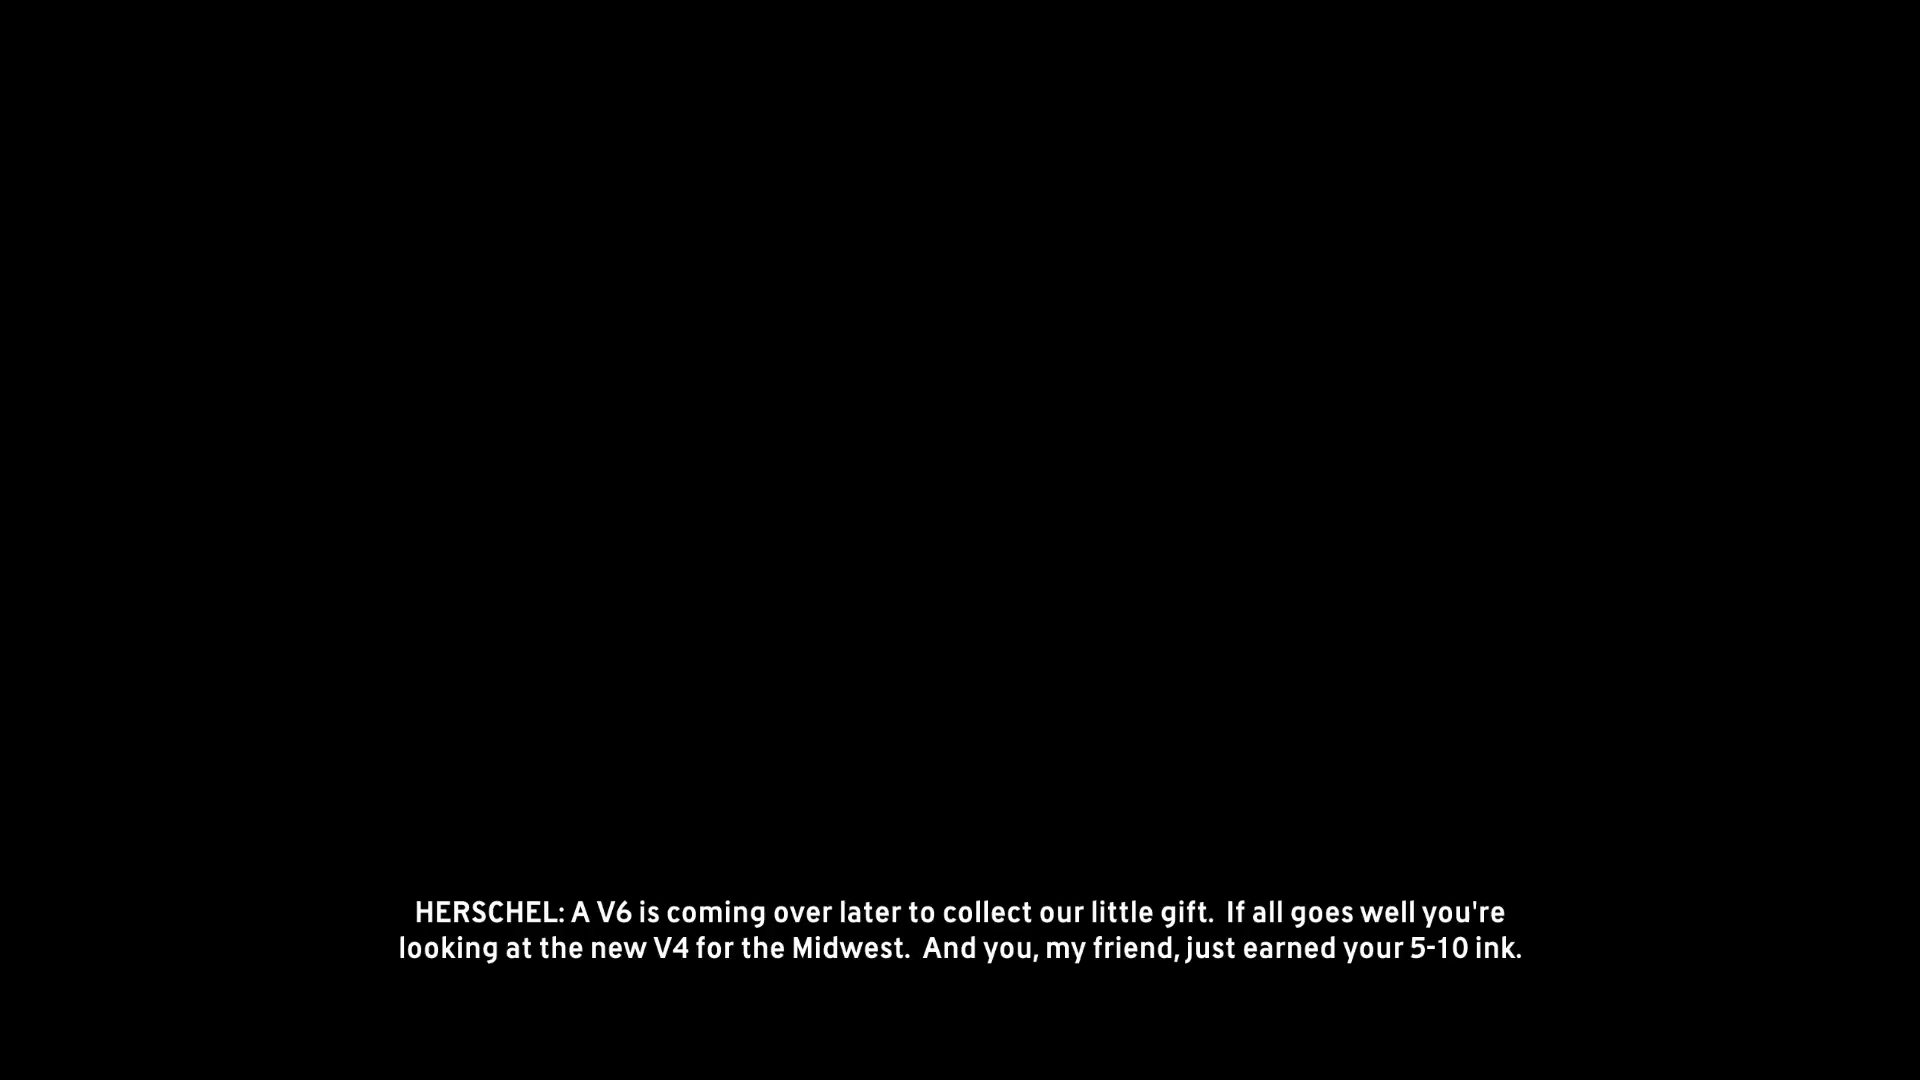 HERSCHEL: A V6 is coming over later to collect our little gift.  If all goes well you're
looking at the new V4 for the Midwest.  And you, my friend, just earned your 5-10 ink.